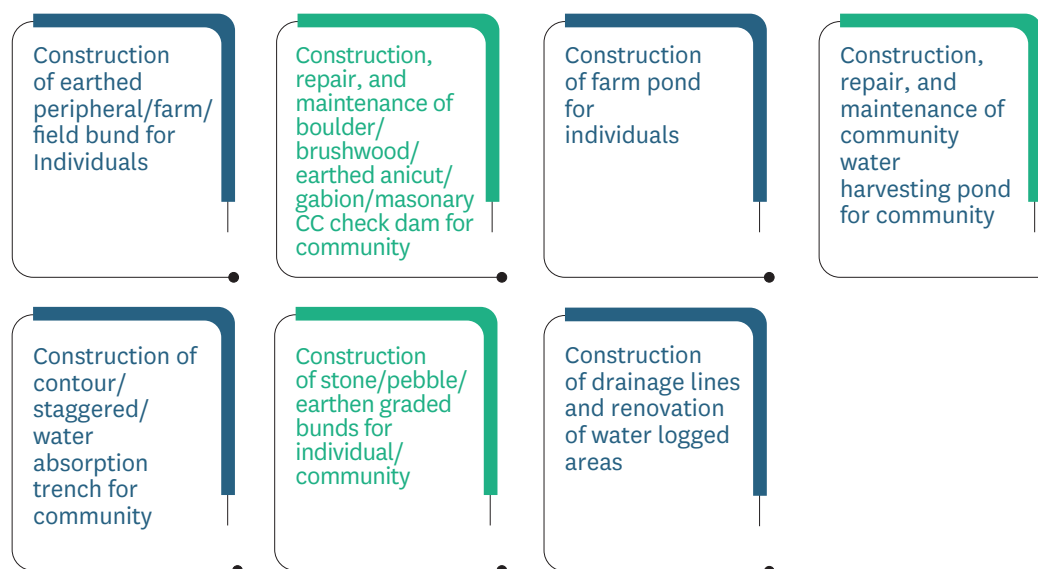 Construction
of earthed
peripheral/farm/
field bund for
Individuals
Construction,
repair, and
maintenance of
boulder/
brushwood/
earthed anicut/
gabion/masonary
CC check dam for
community
Construction
of farm pond
for
individuals
Construction,
repair, and
maintenance of
community
water
harvesting pond
for community
Construction of
contour/
staggered/
water
absorption
trench for
community
Construction
of stone/pebble/
earthen graded
bunds for
individual/
community
Construction
of drainage lines
and renovation
of water logged
areas